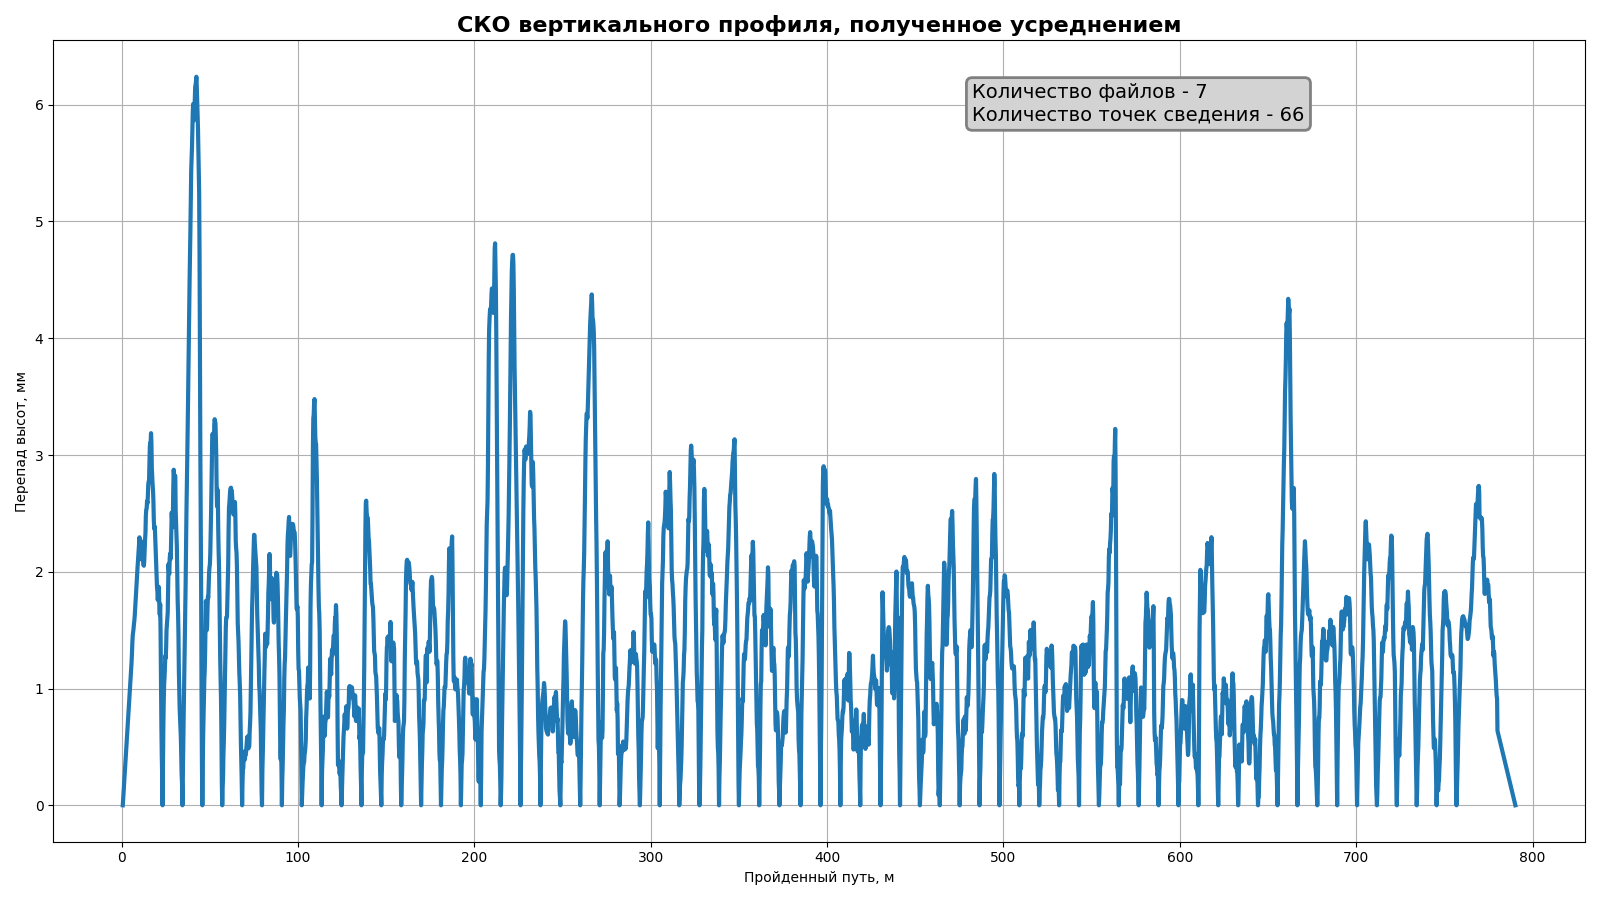 СКО вертикального профиля, полученное усреднением
Количество файлов - 7
Количество точек сведения - 66
Перепад высот, мм
6
5
4
3
2
1
0
0 100 200 300 400 500 600 700 800
Пройденный путь, м